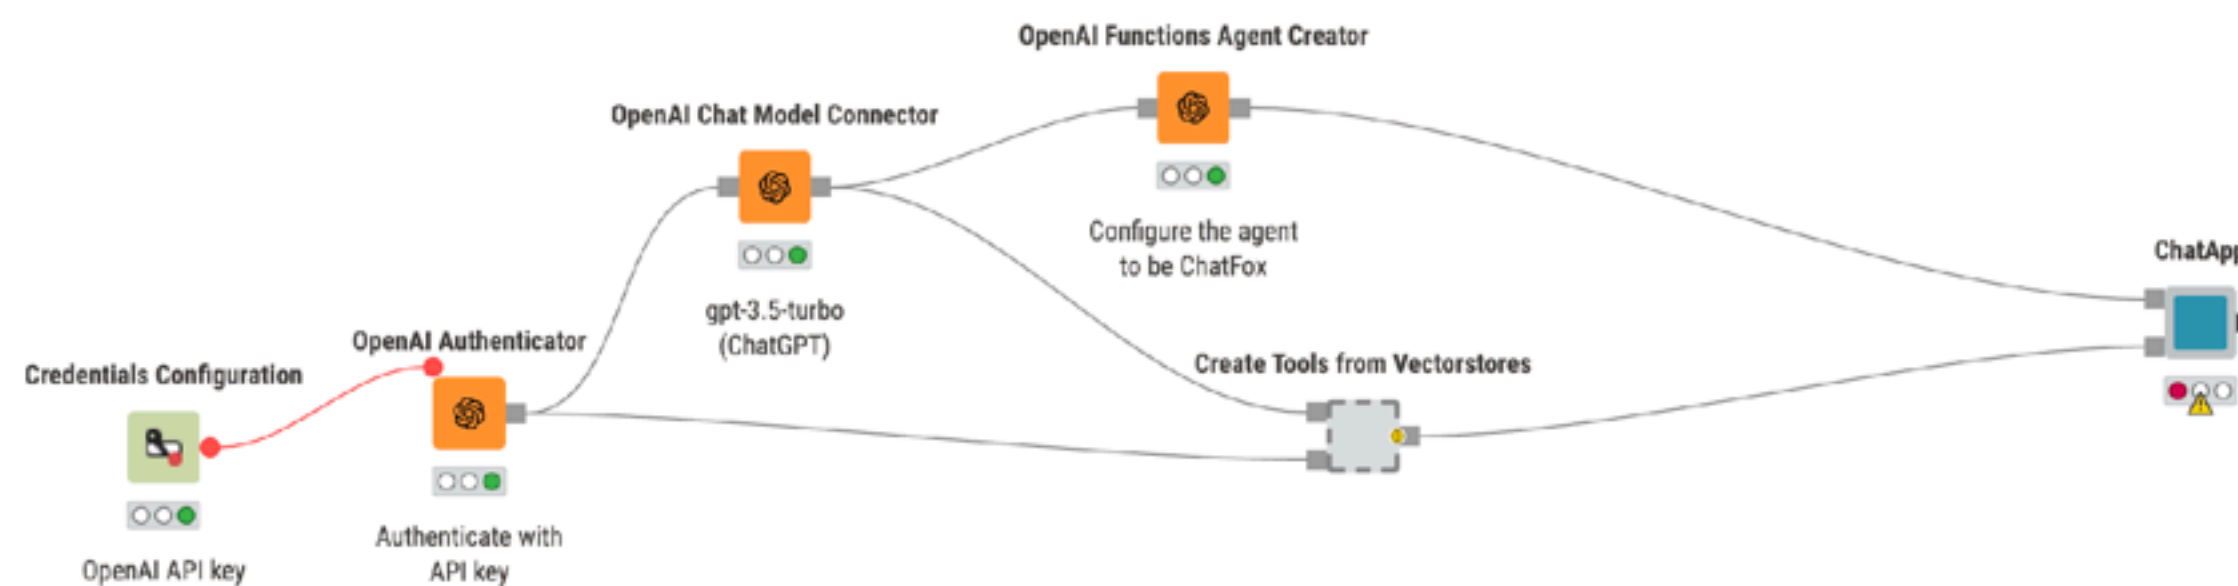 OpenAI Functions Agent Creator
OpenAI Chat Model Connector
Configure the agent
to be ChatFox
gpt-3.5-turbo
(ChatGPT)
ChatApp
OpenAI Authenticator
Create Tools from Vectorstores
Credentials Configuration
Authenticate with
API key
OpenAI API key